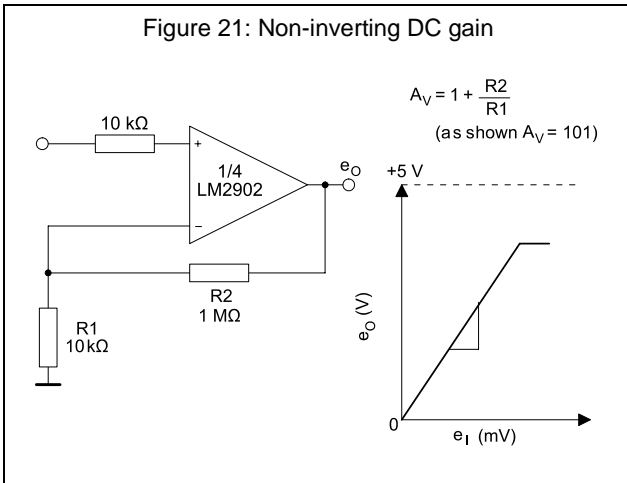 Figure 21: Non-inverting DC gain
A_V = 1 + R2/R1
(as shown A_V = 101)
10 kΩ
+
1/4
LM2902
−
e_O
R2
1 MΩ
R1
10kΩ
+5 V
e_O (V)
0
e_I (mV)